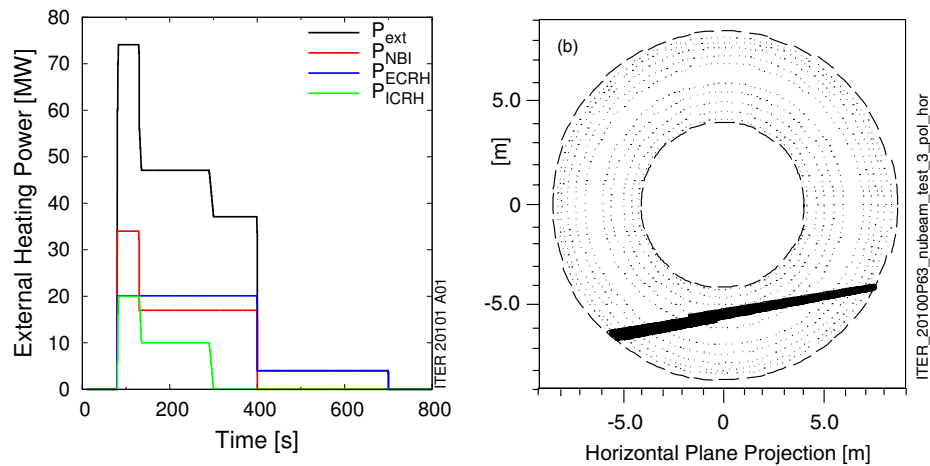 80
70
60
50
40
30
20
10
0
External Heating Power [MW]
P_ext
P_NBI
P_ECRH
P_ICRH
0 200 400 600 800
Time [s]
ITER 20101 A01
(b)
5.0
[m]
0
-5.0
-5.0 0 5.0
Horizontal Plane Projection [m]
ITER_20100P63_nubeam_test_3_pol_hor